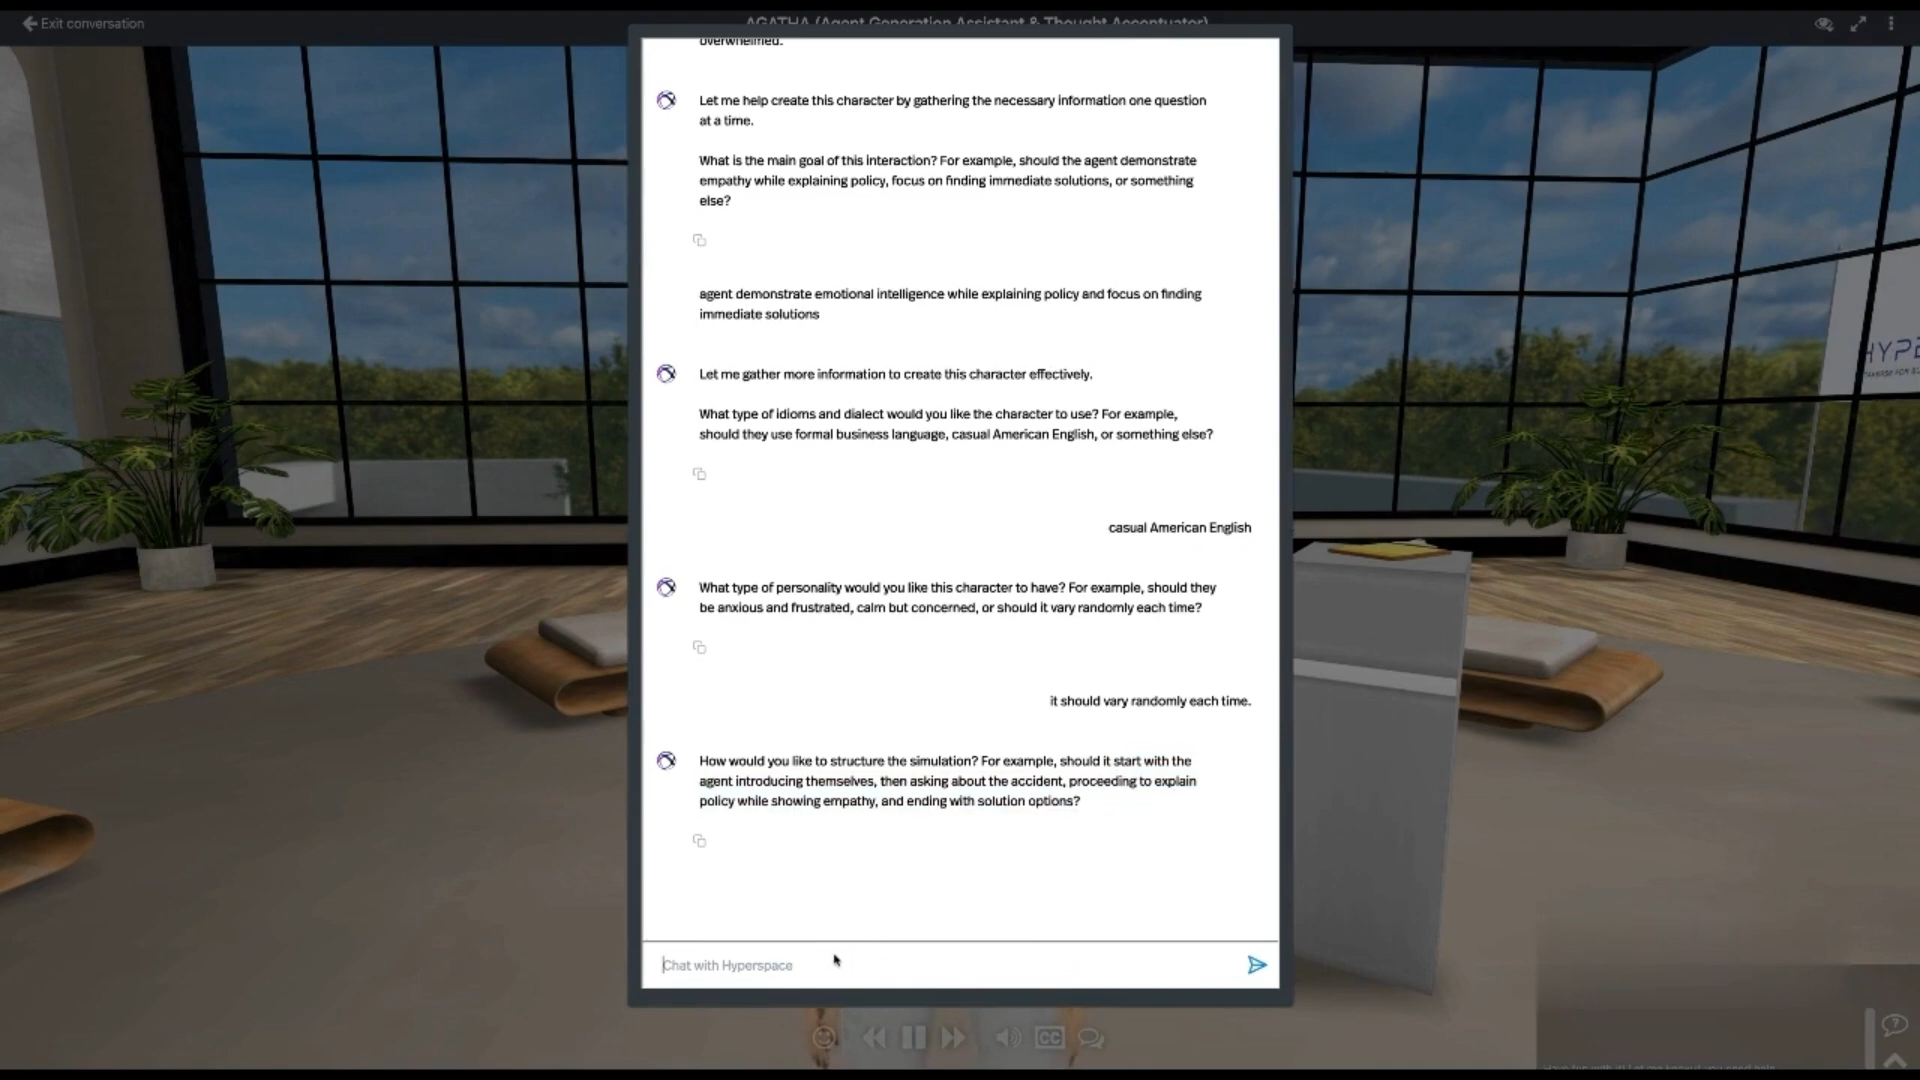 Exit conversation
AGATHA (Agent Generation Assistant & Thought Accentuator)
overwhelmed.
Let me help create this character by gathering the necessary information one question
at a time.
What is the main goal of this interaction? For example, should the agent demonstrate
empathy while explaining policy, focus on finding immediate solutions, or something
else?
agent demonstrate emotional intelligence while explaining policy and focus on finding
immediate solutions
Let me gather more information to create this character effectively.
What type of idioms and dialect would you like the character to use? For example,
should they use formal business language, casual American English, or something else?
casual American English
What type of personality would you like this character to have? For example, should they
be anxious and frustrated, calm but concerned, or should it vary randomly each time?
it should vary randomly each time.
How would you like to structure the simulation? For example, should it start with the
agent introducing themselves, then asking about the accident, proceeding to explain
policy while showing empathy, and ending with solution options?
Chat with Hyperspace
HYPE
CC